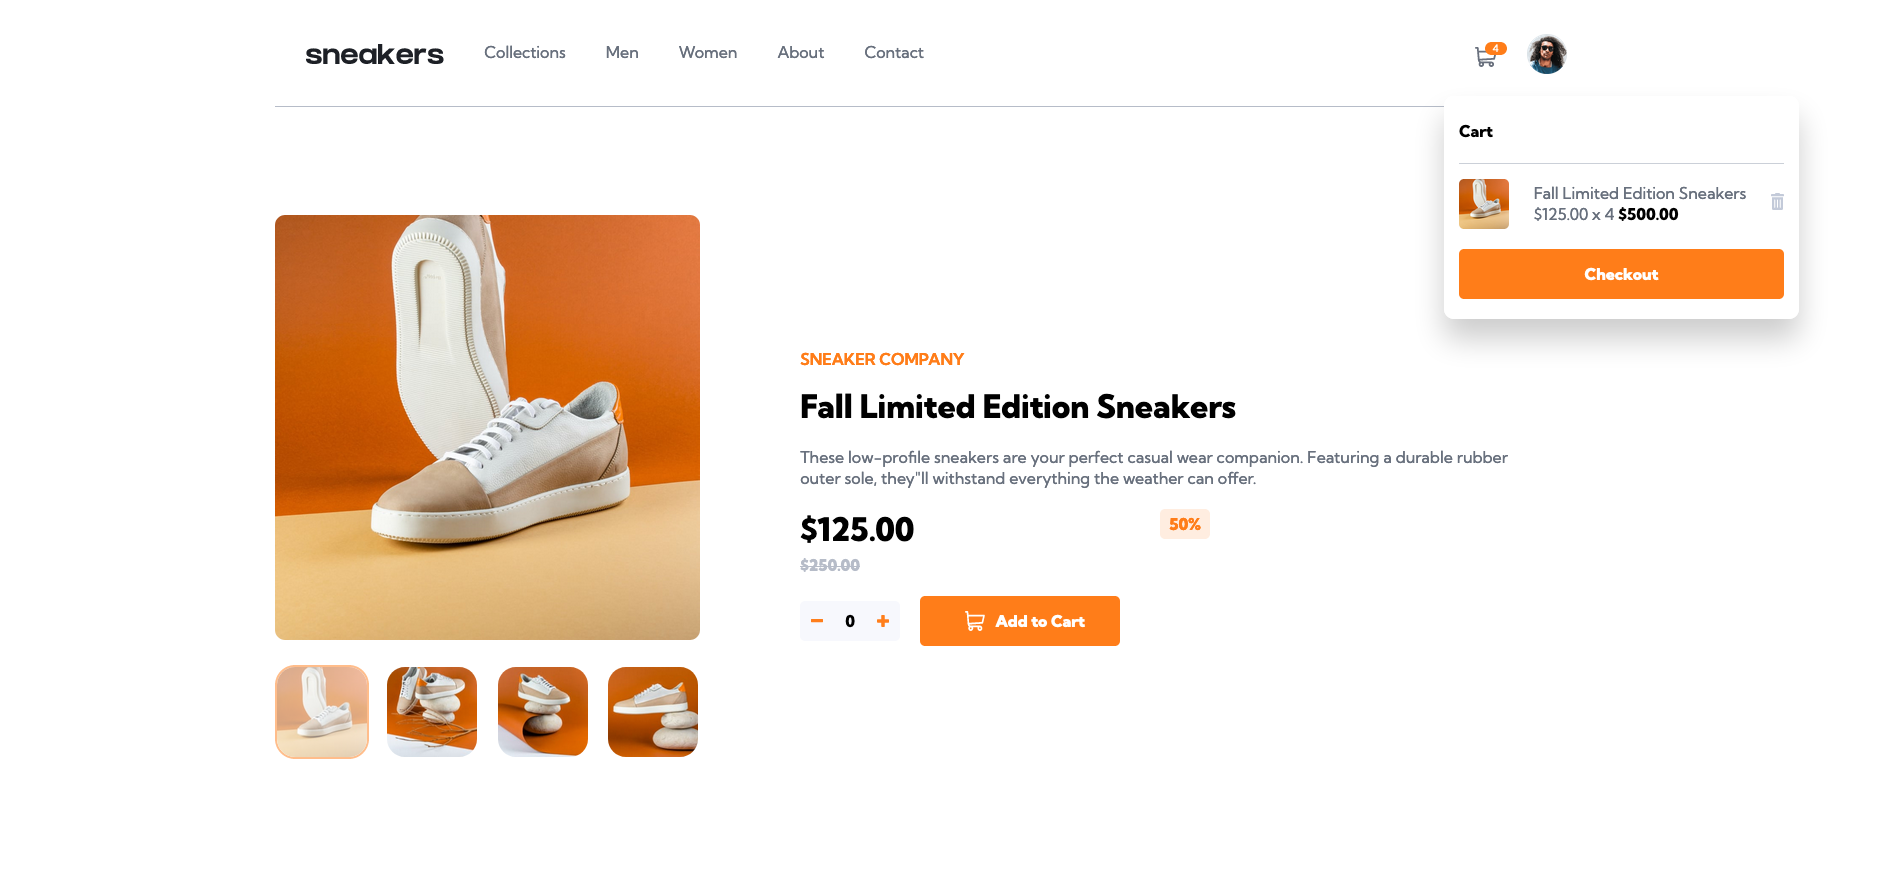 sneakers
Collections
Men
Women
About
Contact
4
Cart
Fall Limited Edition Sneakers
$125.00 x 4 $500.00
Checkout
SNEAKER COMPANY
Fall Limited Edition Sneakers
These low-profile sneakers are your perfect casual wear companion. Featuring a durable rubber
outer sole, they"ll withstand everything the weather can offer.
$125.00
50%
$250.00
0
Add to Cart